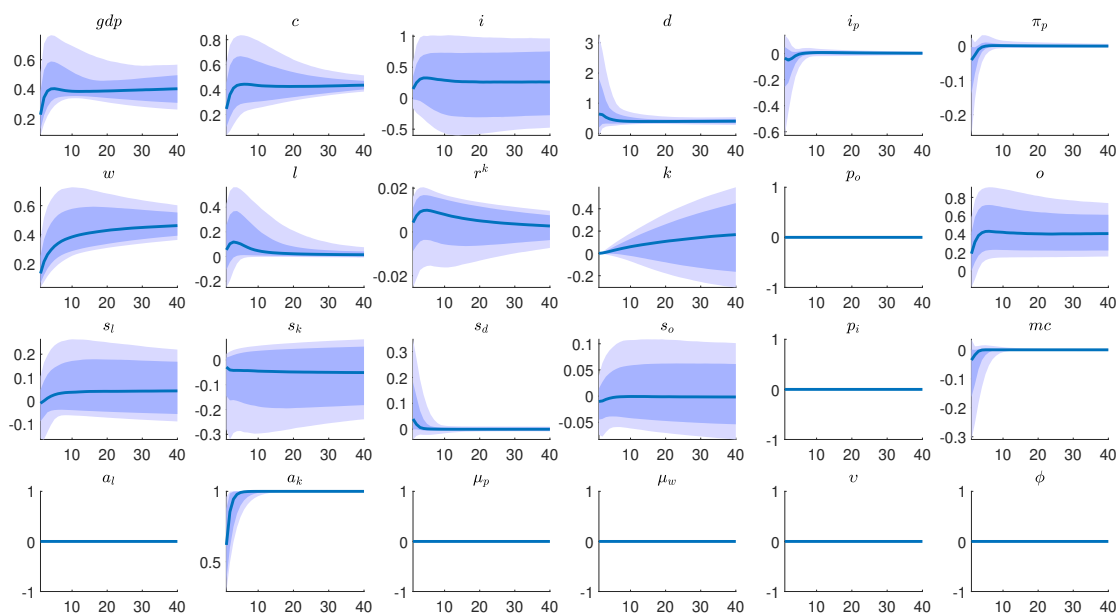 gdp c i d i_p π_p
0.6 0.4 0.2 0.8 0.6 0.4 0.2 1 0.5 0 -0.5 3 2 1 0 0 -0.2 -0.4 -0.6 0 -0.1 -0.2
10 20 30 40 10 20 30 40 10 20 30 40 10 20 30 40 10 20 30 40 10 20 30 40
w l r^k k p_o o
0.6 0.4 0.2 0.4 0.2 0 -0.2 0.02 0 -0.02 0.4 0.2 0 -0.2 1 0 -1 0.8 0.6 0.4 0.2 0
10 20 30 40 10 20 30 40 10 20 30 40 10 20 30 40 10 20 30 40 10 20 30 40
s_l s_k s_d s_o p_i mc
0.2 0.1 0 -0.1 0 -0.1 -0.2 -0.3 0.3 0.2 0.1 0 0.1 0.05 0 -0.05 1 0 -1 0 -0.1 -0.2 -0.3
10 20 30 40 10 20 30 40 10 20 30 40 10 20 30 40 10 20 30 40 10 20 30 40
a_l a_k μ_p μ_w υ ϕ
1 0 -1 1 0.5 1 0 -1 1 0 -1 1 0 -1 1 0 -1
10 20 30 40 10 20 30 40 10 20 30 40 10 20 30 40 10 20 30 40 10 20 30 40